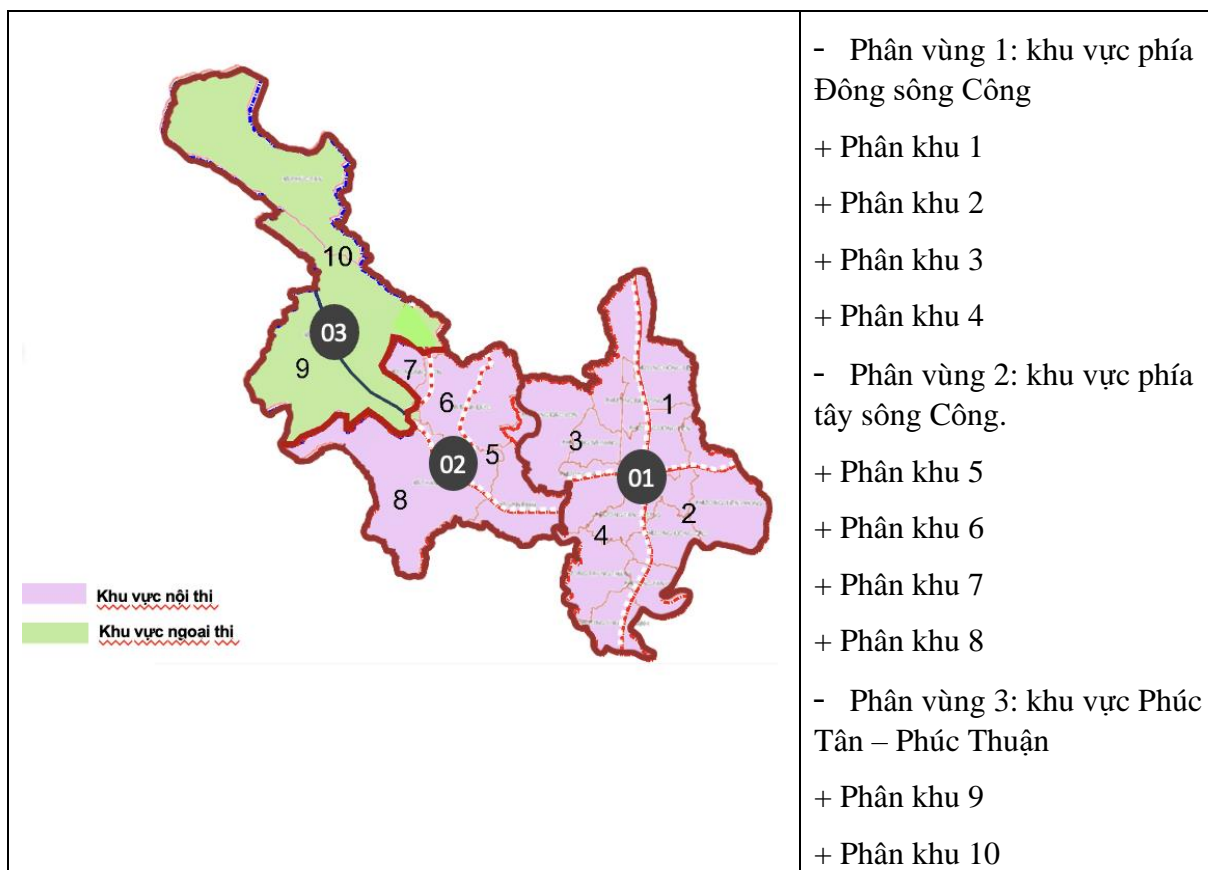 10
03
9
7
6
5
02
8
3
1
01
2
4
Khu vực nội thi
Khu vực ngoai thi
- Phân vùng 1: khu vực phía
Đông sông Công
+ Phân khu 1
+ Phân khu 2
+ Phân khu 3
+ Phân khu 4
- Phân vùng 2: khu vực phía
tây sông Công.
+ Phân khu 5
+ Phân khu 6
+ Phân khu 7
+ Phân khu 8
- Phân vùng 3: khu vực Phúc
Tân – Phúc Thuận
+ Phân khu 9
+ Phân khu 10